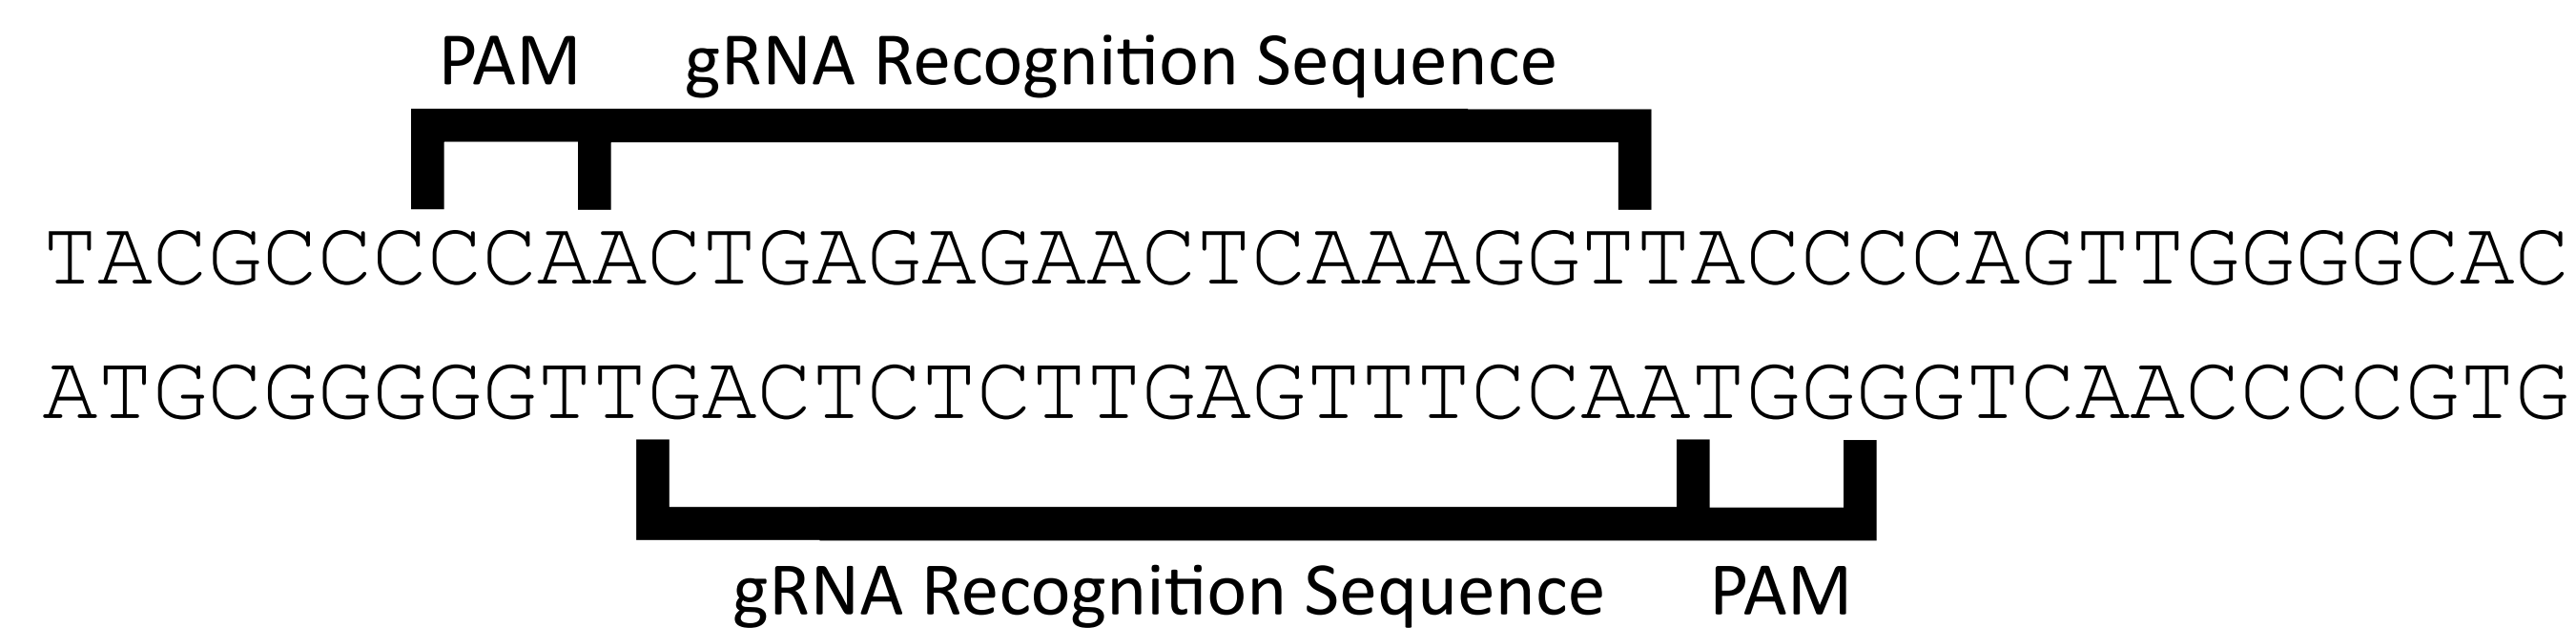 PAM gRNA Recognition Sequence
TACGCCCCCAACTGAGAGAACTCAAAGGTTACCCCAGTTGGGGCAC
ATGCGGGGGTTGACTCTCTTGAGTTTCCAATGGGGTCAACCCCGTG
gRNA Recognition Sequence PAM